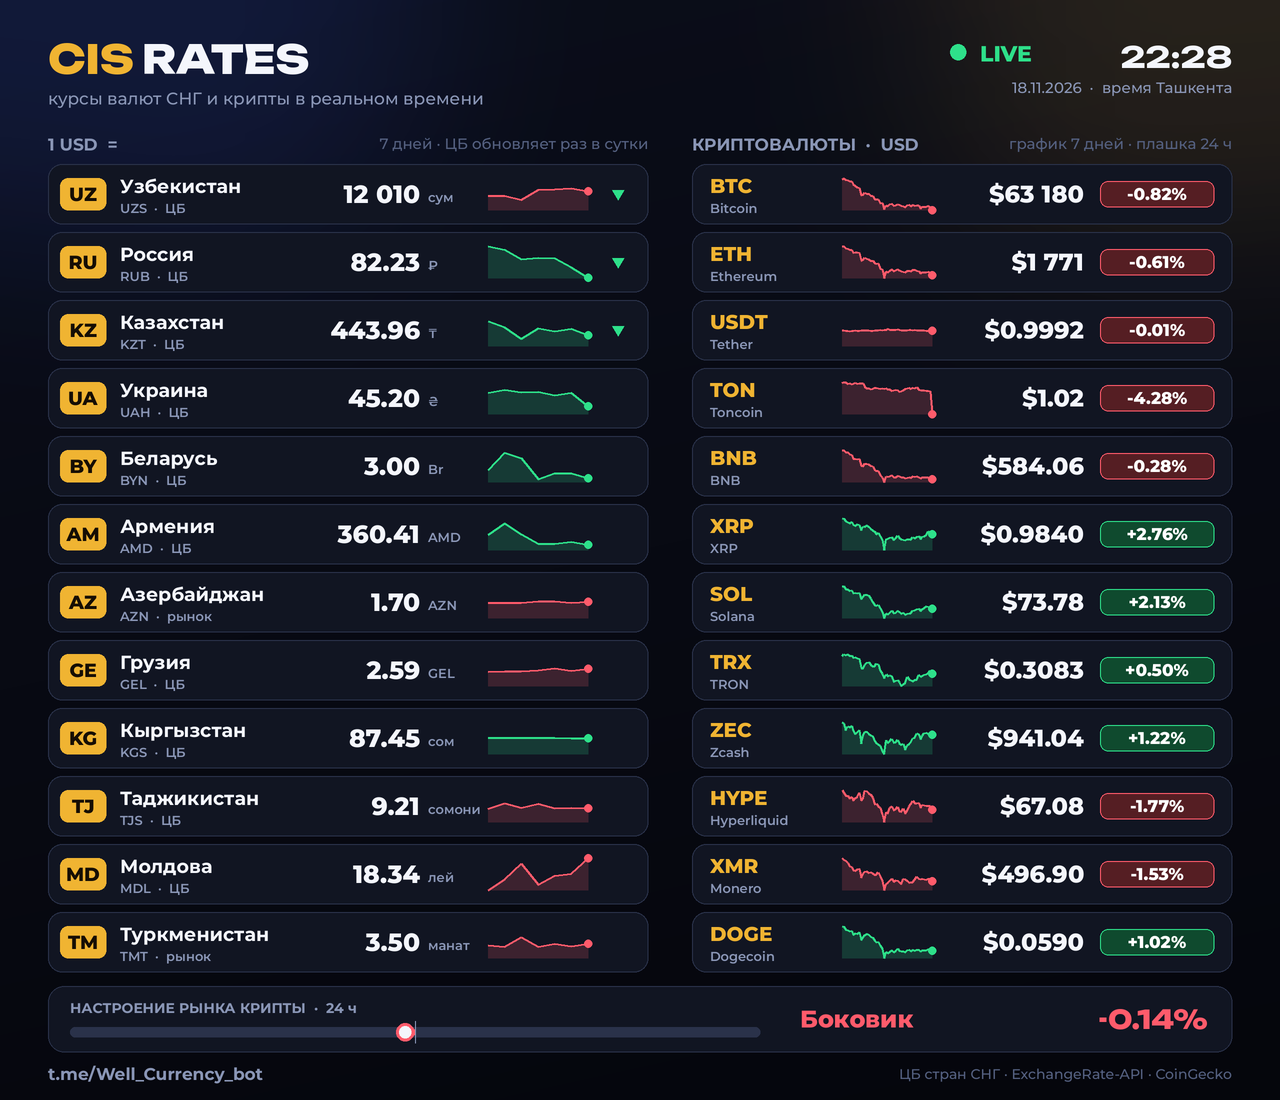 CIS RATES
LIVE
22:28
курсы валют СНГ и крипты в реальном времени
18.11.2026 · время Ташкента
1 USD =
7 дней · ЦБ обновляет раз в сутки
UZ Узбекистан 12 010 сум ▼
UZS · ЦБ
RU Россия 82.23 ₽ ▼
RUB · ЦБ
KZ Казахстан 443.96 ₸ ▼
KZT · ЦБ
UA Украина 45.20 ₴
UAH · ЦБ
BY Беларусь 3.00 Br
BYN · ЦБ
AM Армения 360.41 AMD
AMD · ЦБ
AZ Азербайджан 1.70 AZN
AZN · рынок
GE Грузия 2.59 GEL
GEL · ЦБ
KG Кыргызстан 87.45 сом
KGS · ЦБ
TJ Таджикистан 9.21 сомони
TJS · ЦБ
MD Молдова 18.34 лей
MDL · ЦБ
TM Туркменистан 3.50 манат
TMT · рынок
КРИПТОВАЛЮТЫ · USD
график 7 дней · плашка 24 ч
BTC $63 180 -0.82%
Bitcoin
ETH $1 771 -0.61%
Ethereum
USDT $0.9992 -0.01%
Tether
TON $1.02 -4.28%
Toncoin
BNB $584.06 -0.28%
BNB
XRP $0.9840 +2.76%
XRP
SOL $73.78 +2.13%
Solana
TRX $0.3083 +0.50%
TRON
ZEC $941.04 +1.22%
Zcash
HYPE $67.08 -1.77%
Hyperliquid
XMR $496.90 -1.53%
Monero
DOGE $0.0590 +1.02%
Dogecoin
НАСТРОЕНИЕ РЫНКА КРИПТЫ · 24 ч
Боковик
-0.14%
t.me/Well_Currency_bot
ЦБ стран СНГ · ExchangeRate-API · CoinGecko